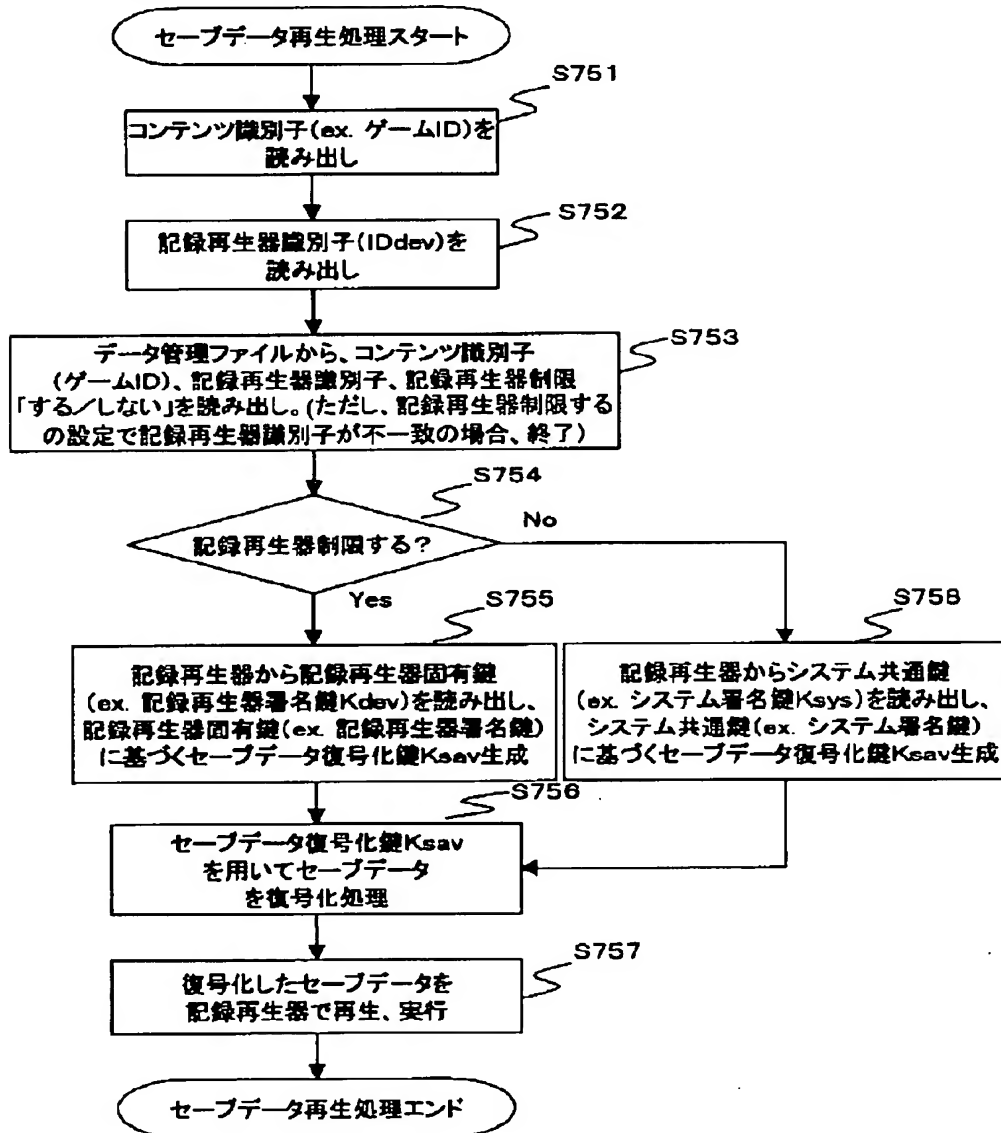 セーブデータ再生処理スタート
S751
コンテンツ識別子(ex. ゲームID)を
読み出し
S752
記録再生器識別子(IDdev)を
読み出し
S753
データ管理ファイルから、コンテンツ識別子
(ゲームID)、記録再生器識別子、記録再生器制限
「する/しない」を読み出し。(ただし、記録再生器制限する
の設定で記録再生器識別子が不一致の場合、終了)
S754
記録再生器制限する?
No
Yes
S755
記録再生器から記録再生器固有鍵
(ex. 記録再生器署名鍵Kdev)を読み出し、
記録再生器固有鍵(ex. 記録再生器署名鍵)
に基づくセーブデータ復号化鍵Ksav生成
S758
記録再生器からシステム共通鍵
(ex. システム署名鍵Ksys)を読み出し、
システム共通鍵(ex. システム署名鍵)
に基づくセーブデータ復号化鍵Ksav生成
S756
セーブデータ復号化鍵Ksav
を用いてセーブデータ
を復号化処理
S757
復号化したセーブデータを
記録再生器で再生、実行
セーブデータ再生処理エンド